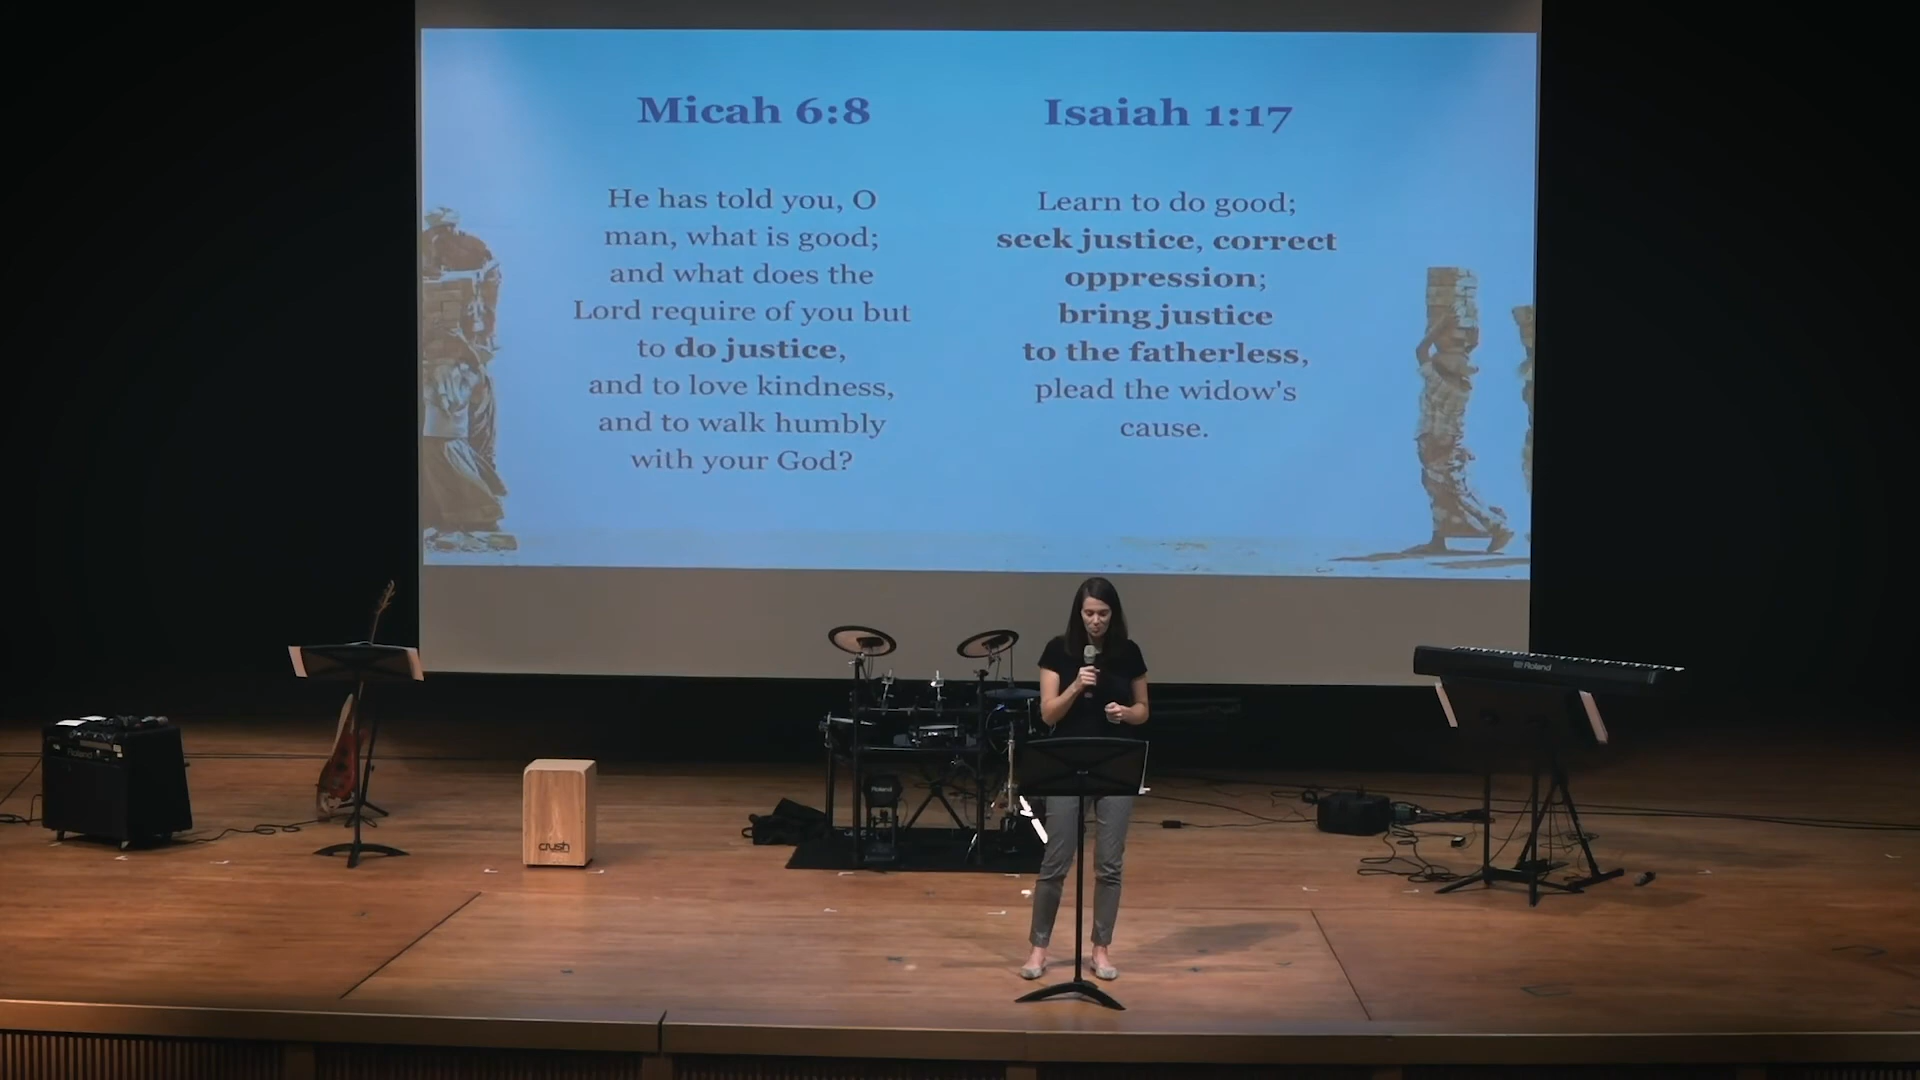 Micah 6:8
He has told you, O
man, what is good;
and what does the
Lord require of you but
to do justice,
and to love kindness,
and to walk humbly
with your God?
Isaiah 1:17
Learn to do good;
seek justice, correct
oppression;
bring justice
to the fatherless,
plead the widow's
cause.
Roland
Roland
Roland
crush